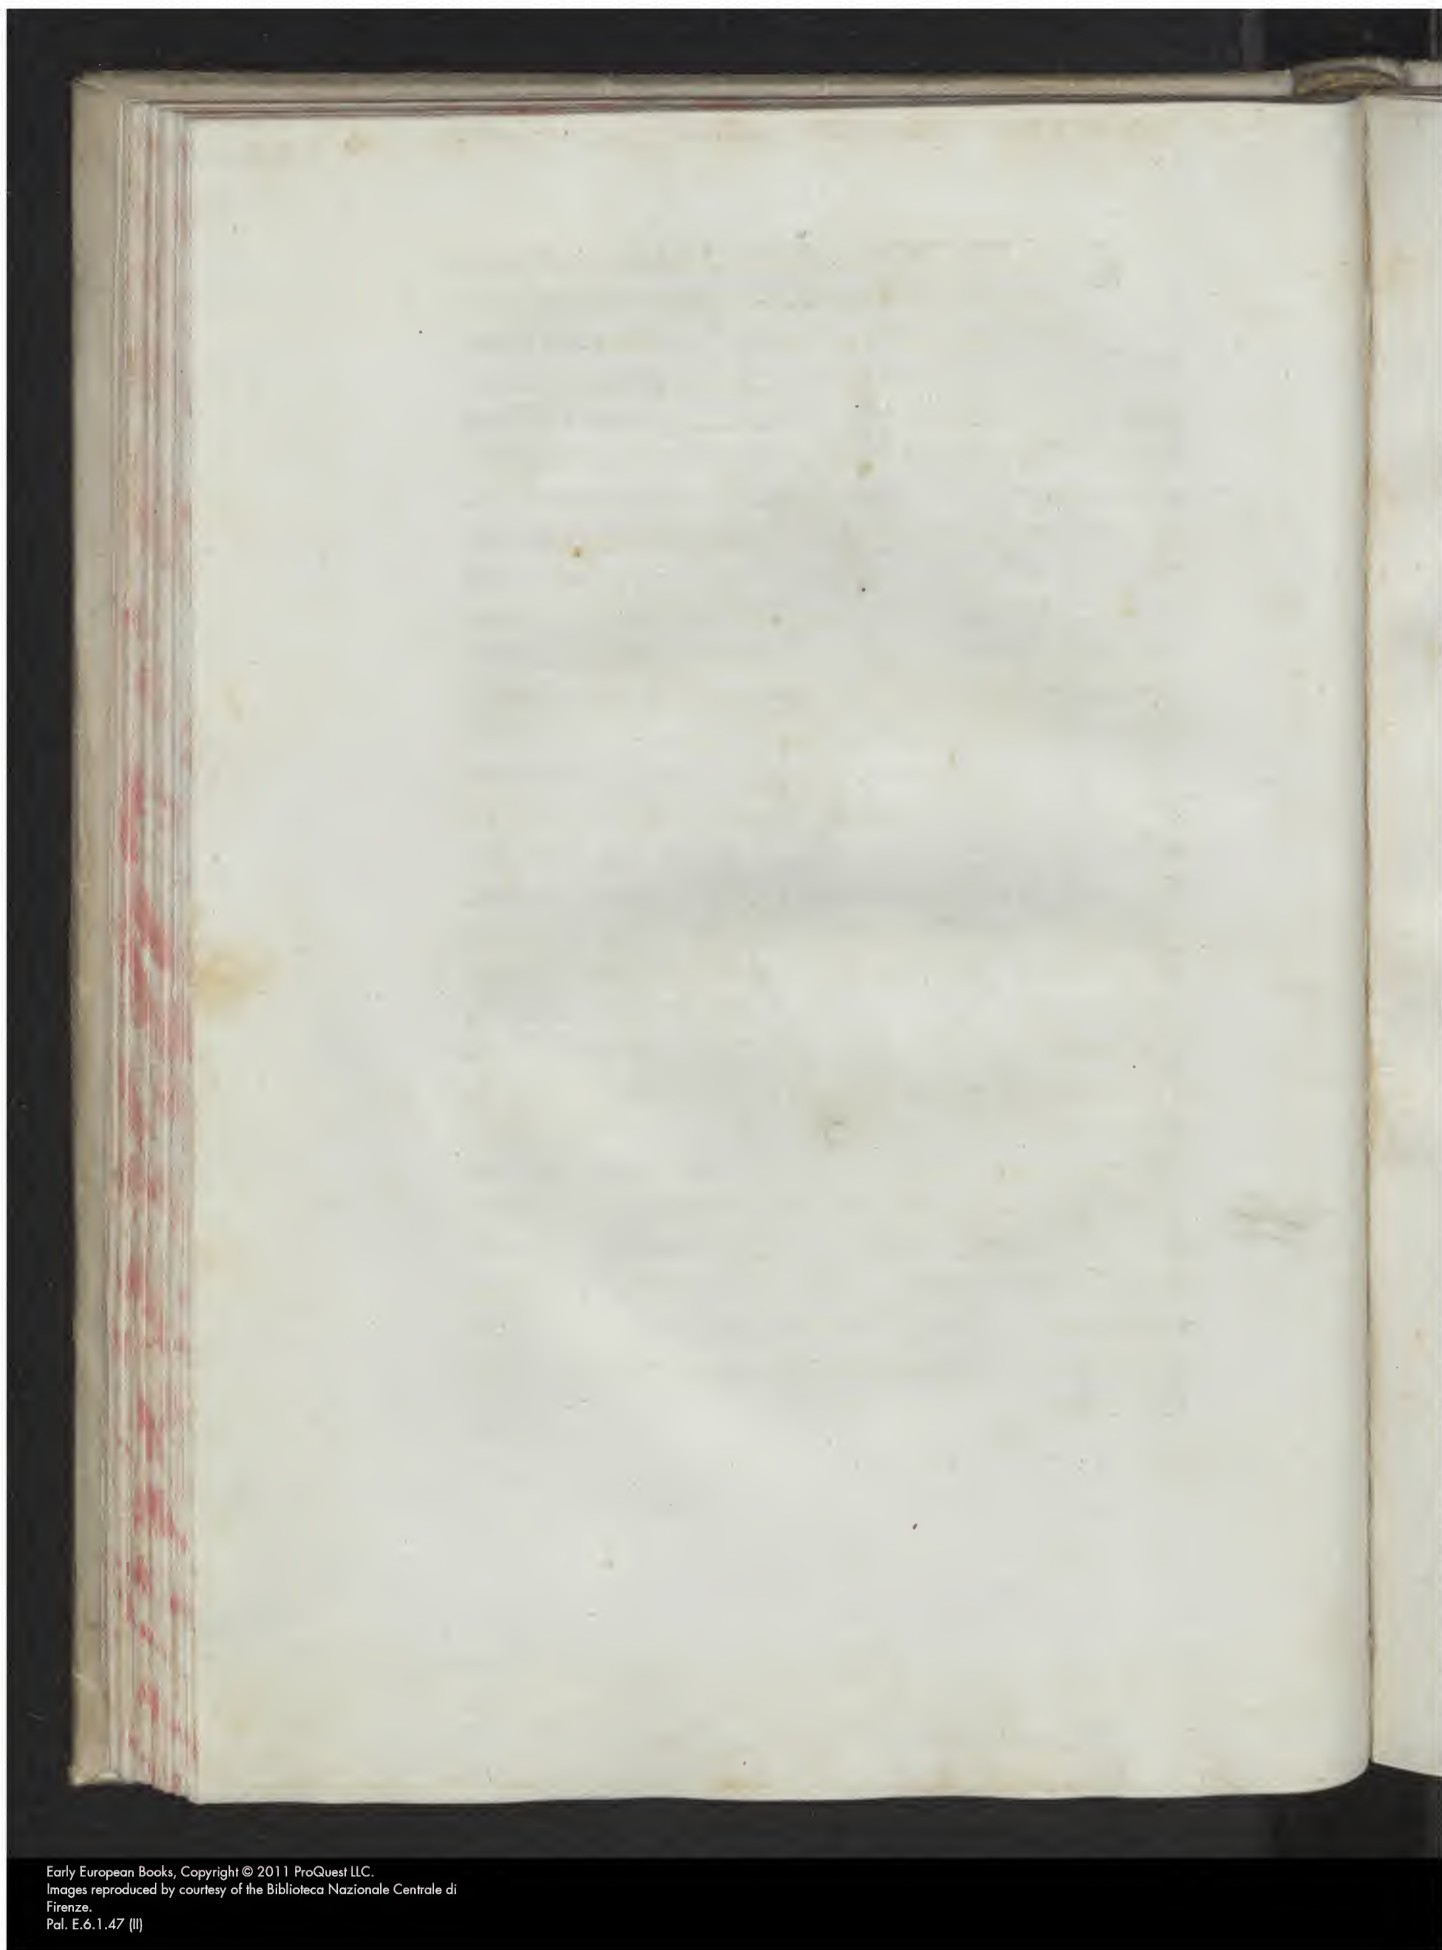 Early European Books, Copyright © 2011 ProQuest LLC.
Images reproduced by courtesy of the Biblioteca Nazionale Centrale di
Firenze.
Pal. E.6.1.47 (II)